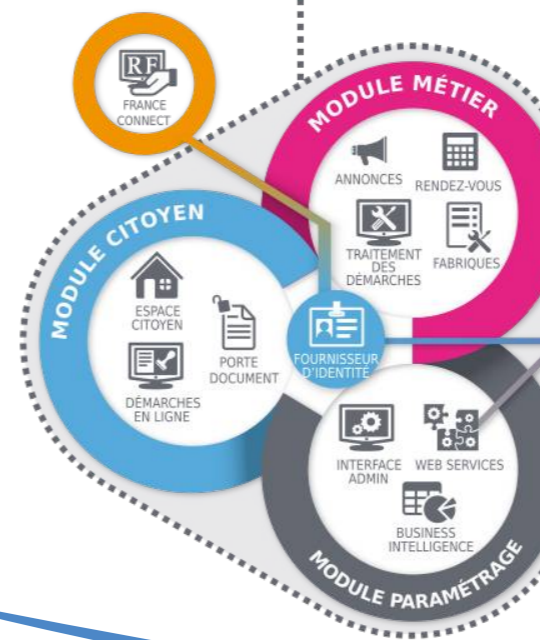 RF
FRANCE
CONNECT
MODULE MÉTIER
ANNONCES
RENDEZ-VOUS
TRAITEMENT
DES
DÉMARCHES
FABRIQUES
MODULE CITOYEN
ESPACE
CITOYEN
PORTE
DOCUMENT
DÉMARCHES
EN LIGNE
FOURNISSEUR
D'IDENTITÉ
INTERFACE
ADMIN
WEB SERVICES
BUSINESS
INTELLIGENCE
MODULE PARAMÉTRAGE